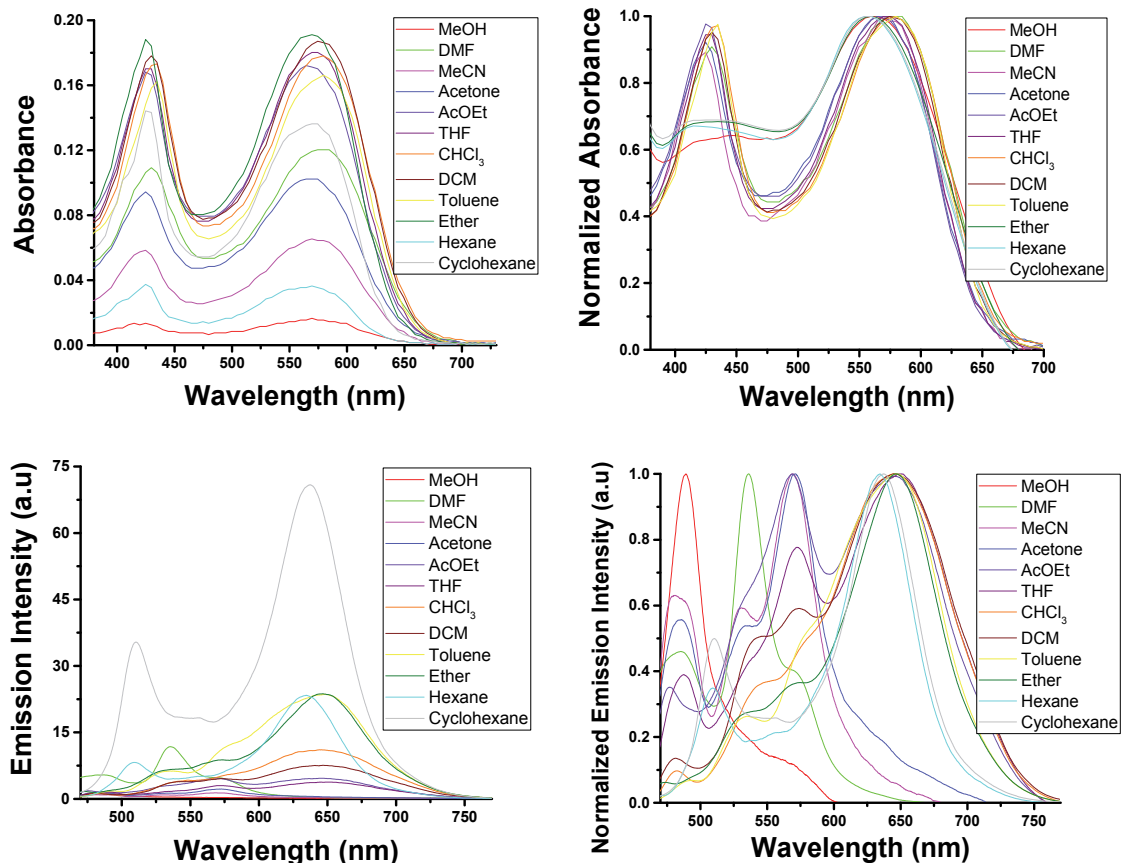 Absorbance
0.20
0.16
0.12
0.08
0.04
0.00
400
450
500
550
600
650
700
Wavelength (nm)
MeOH
DMF
MeCN
Acetone
AcOEt
THF
CHCl3
DCM
Toluene
Ether
Hexane
Cyclohexane
Normalized Absorbance
1.0
0.8
0.6
0.4
0.2
0.0
400
450
500
550
600
650
700
Wavelength (nm)
MeOH
DMF
MeCN
Acetone
AcOEt
THF
CHCl3
DCM
Toluene
Ether
Hexane
Cyclohexane
Emission Intensity (a.u)
75
60
45
30
15
0
500
550
600
650
700
750
Wavelength (nm)
MeOH
DMF
MeCN
Acetone
AcOEt
THF
CHCl3
DCM
Toluene
Ether
Hexane
Cyclohexane
Normalized Emission Intensity (a.u)
1.0
0.8
0.6
0.4
0.2
0.0
500
550
600
650
700
750
Wavelength (nm)
MeOH
DMF
MeCN
Acetone
AcOEt
THF
CHCl3
DCM
Toluene
Ether
Hexane
Cyclohexane